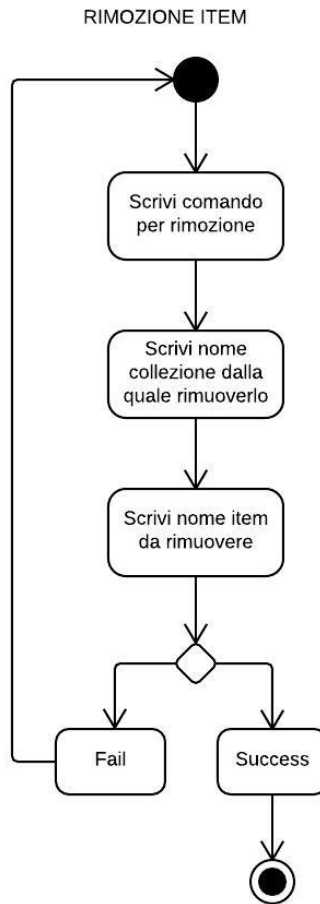 RIMOZIONE ITEM
Scrivi comando
per rimozione
Scrivi nome
collezione dalla
quale rimuoverlo
Scrivi nome item
da rimuovere
Fail
Success